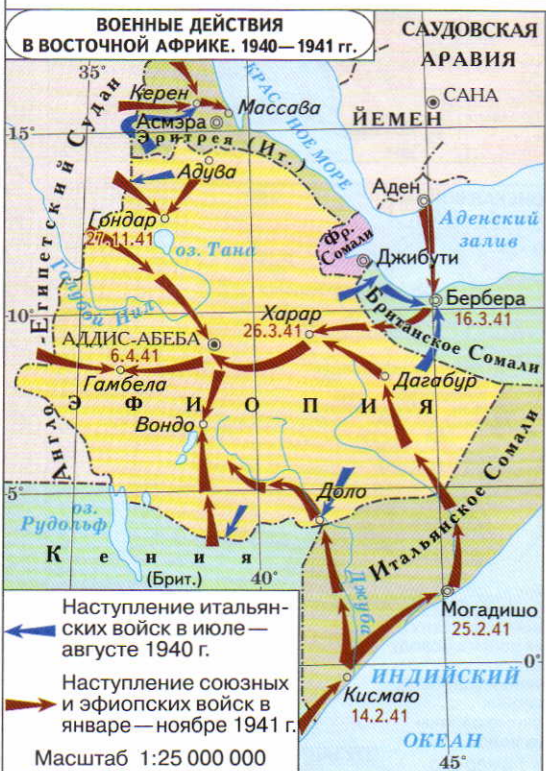 ВОЕННЫЕ ДЕЙСТВИЯ
В ВОСТОЧНОЙ АФРИКЕ. 1940—1941 гг.
САУДОВСКАЯ
АРАВИЯ
35°
КРАСНОЕ МОРЕ
Керен
Массава
САНА
ЙЕМЕН
Асмэра
15°
Эритрея (Ит.)
Англо-Египетский Судан
Адува
Аден
Гондар
27.11.41
оз. Тана
Аденский
залив
Фр.
Сомали
Джибути
Голубой Нил
Бербера
16.3.41
Британское Сомали
10°
Харар
26.3.41
АДДИС-АБЕБА
6.4.41
Гамбела
Дагабур
ЭФИОПИЯ
Вондо
Итальянское Сомали
5°
Доло
оз.
Рудольф
Кения
(Брит.)
40°
Джуба
Могадишо
25.2.41
0°
ИНДИЙСКИЙ
ОКЕАН
Кисмаю
14.2.41
45°
Наступление итальян-
ских войск в июле—
августе 1940 г.
Наступление союзных
и эфиопских войск в
январе—ноябре 1941 г.
Масштаб 1:25 000 000